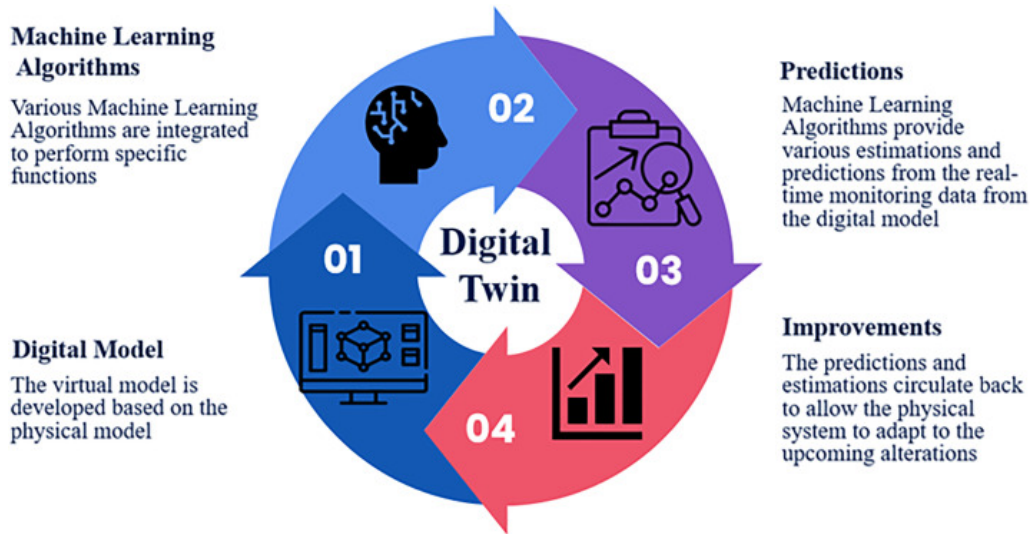 Machine Learning
Algorithms
Various Machine Learning
Algorithms are integrated
to perform specific
functions
02
Predictions
Machine Learning
Algorithms provide
various estimations and
predictions from the real-
time monitoring data from
the digital model
01
Digital
Twin
03
Digital Model
The virtual model is
developed based on the
physical model
04
Improvements
The predictions and
estimations circulate back
to allow the physical
system to adapt to the
upcoming alterations